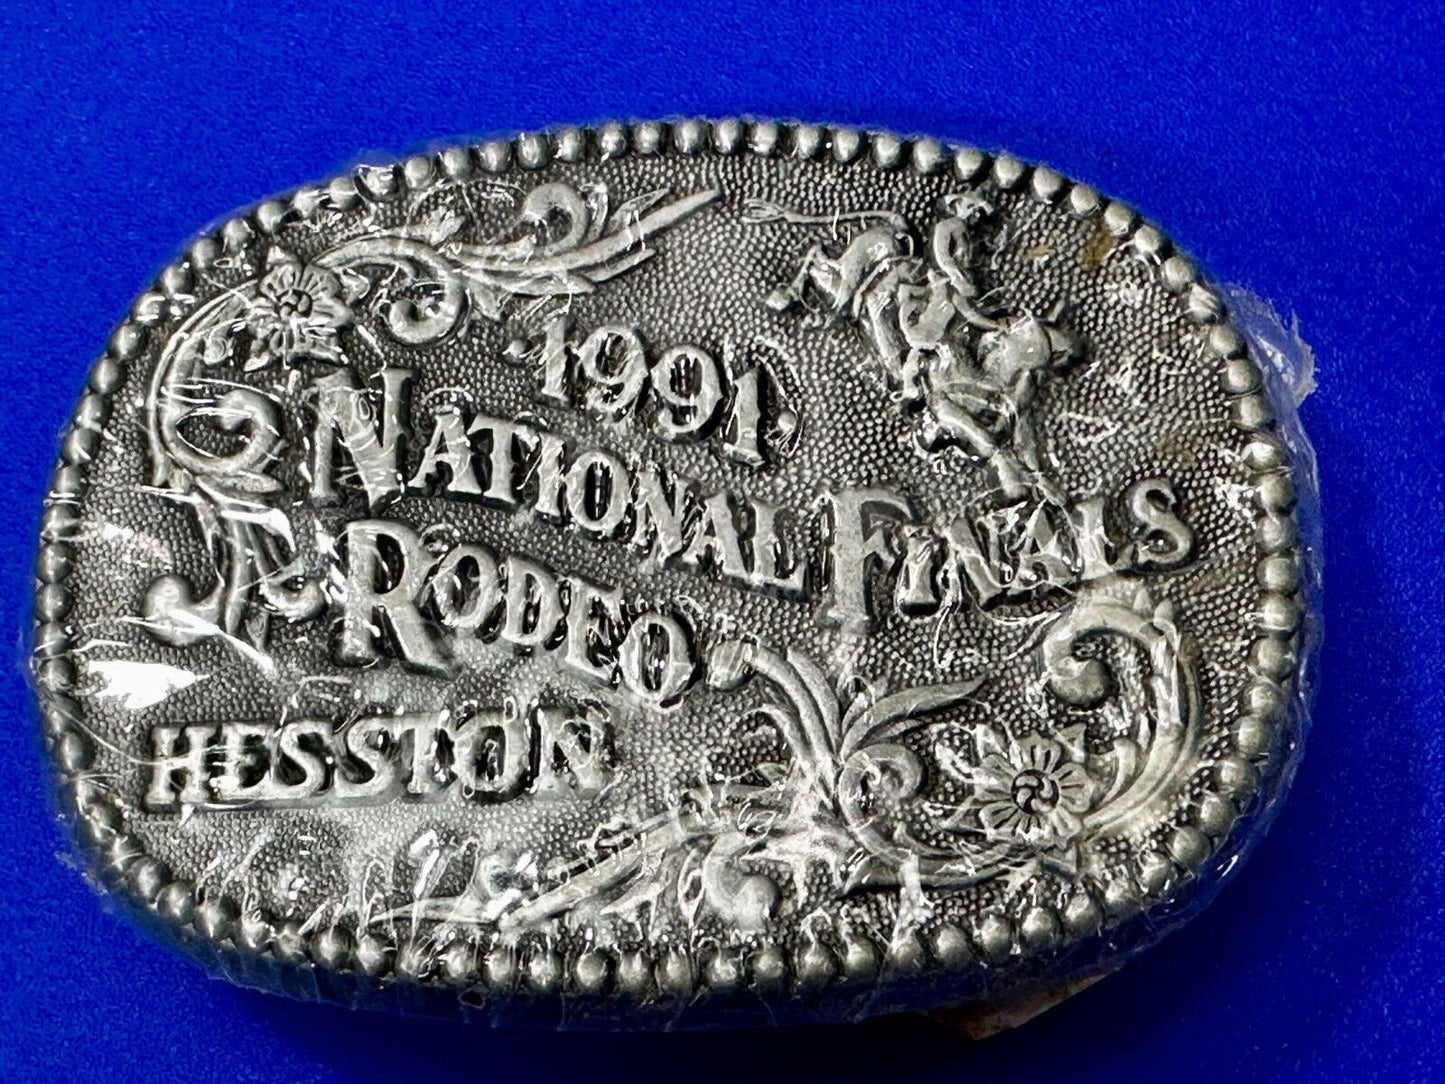 ·1991·
NATIONAL FINALS
RODEO
HESSTON